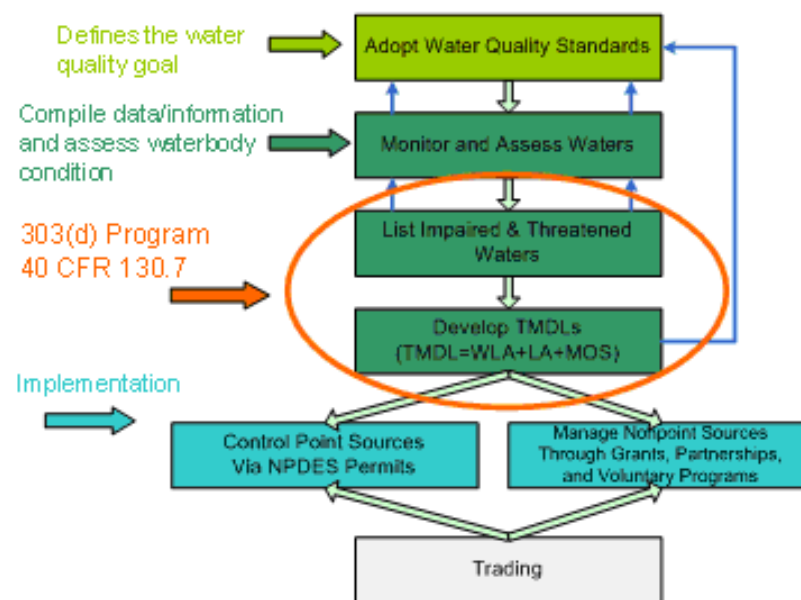 Defines the water
quality goal
Adopt Water Quality Standards
Compile data/information
and assess waterbody
condition
Monitor and Assess Waters
303(d) Program
40 CFR 130.7
List Impaired & Threatened
Waters
Develop TMDLs
(TMDL=WLA+LA+MOS)
Implementation
Control Point Sources
Via NPDES Permits
Manage Nonpoint Sources
Through Grants, Partnerships,
and Voluntary Programs
Trading